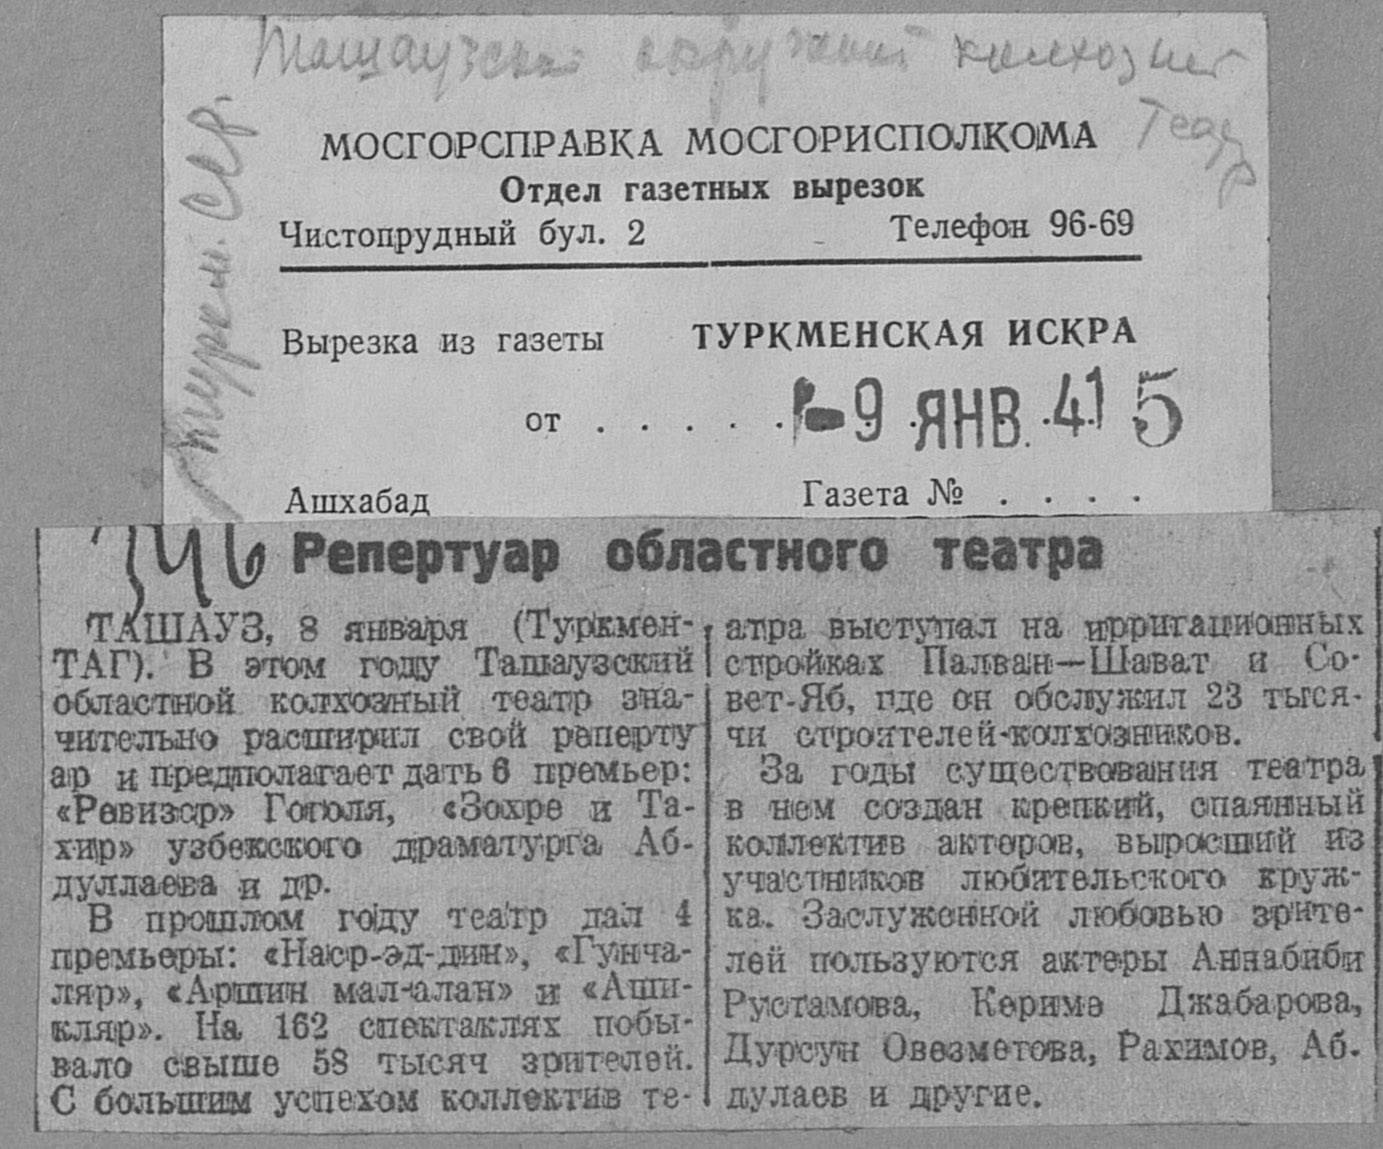 Ташаузский окружной колхозный
театр
Туркм. ССР.
МОСГОРСПРАВКА МОСГОРИСПОЛКОМА
Отдел газетных вырезок
Чистопрудный бул. 2 Телефон 96-69
Вырезка из газеты ТУРКМЕНСКАЯ ИСКРА
от . . . . . -9 ЯНВ. 41 5
Ашхабад Газета № . . . .
346
Репертуар областного театра
ТАШАУЗ, 8 января (Туркмен-
ТАГ). В этом году Ташаузский
областной колхозный театр зна-
чительно расширил свой реперту
ар и предполагает дать 6 премьер:
«Ревизор» Гоголя, «Зохре и Та-
хир» узбекского драматурга Аб-
дуллаева и др.
В прошлом году театр дал 4
премьеры: «Наср-эд-дин», «Гунча-
ляр», «Аршин мал-алан» и «Аши-
кляр». На 162 спектаклях побы-
вало свыше 58 тысяч зрителей.
С большим успехом коллектив те-
атра выступал на ирригационных
стройках Палван—Шават и Со-
вет-Яб, где он обслужил 23 тыся-
чи строителей-колхозников.
За годы существования театра
в нем создан крепкий, спаянный
коллектив актеров, выросший из
участников любительского круж-
ка. Заслуженной любовью зрите-
лей пользуются актеры Аннабиби
Рустамова, Керимэ Джабарова,
Дурсун Овезметова, Рахимов, Аб-
дулаев и другие.